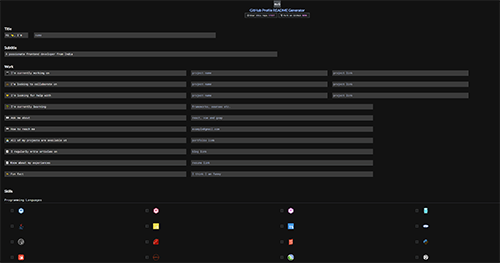 GitHub Profile README Generator
Title
Hi 👋, I'm name
Subtitle
A passionate frontend developer from India
Work
I'm currently working on project name project link
I'm looking to collaborate on project name project link
I'm looking for help with project name project link
I'm currently learning Frameworks, courses etc.
Ask me about react, vue and gsap
How to reach me example@gmail.com
All of my projects are available on portfolio link
I regularly write articles on blog link
Know about my experiences resume link
Fun fact I think I am funny
Skills
Programming Languages